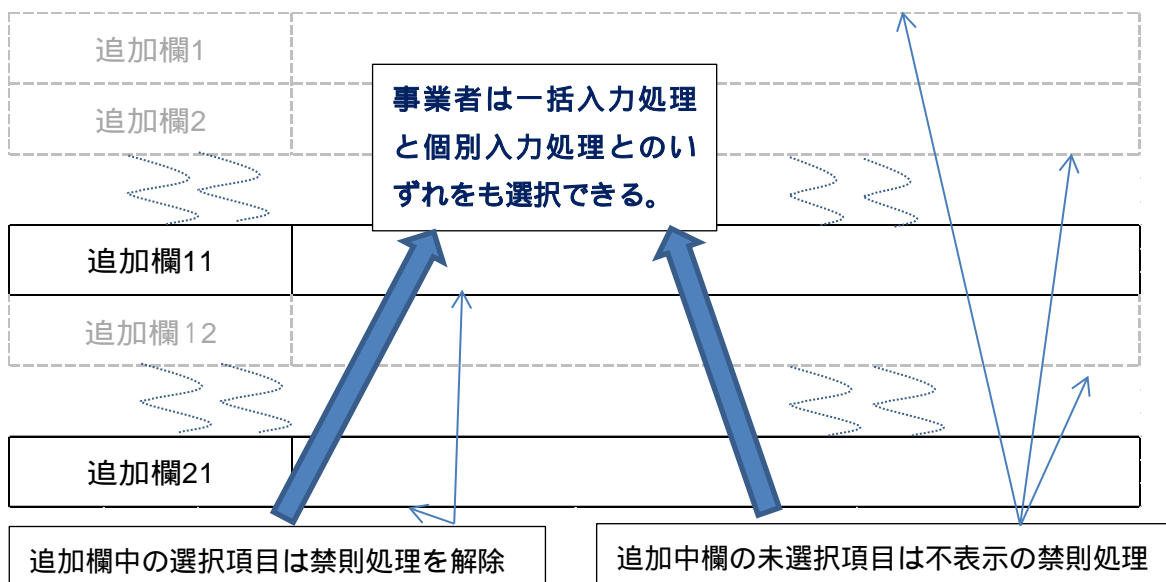 追加欄1
追加欄2
事業者は一括入力処理
と個別入力処理とのい
ずれをも選択できる。
追加欄11
追加欄12
追加欄21
追加欄中の選択項目は禁則処理を解除
追加中欄の未選択項目は不表示の禁則処理